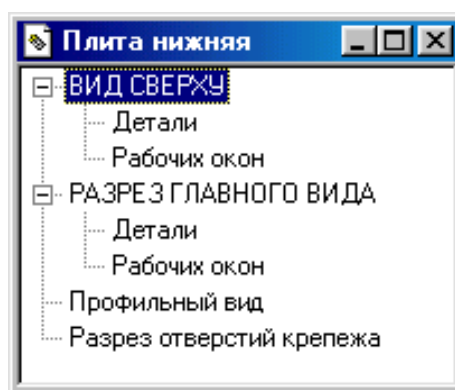 Плита нижняя
ВИД СВЕРХУ
Детали
Рабочих окон
РАЗРЕЗ ГЛАВНОГО ВИДА
Детали
Рабочих окон
Профильный вид
Разрез отверстий крепежа